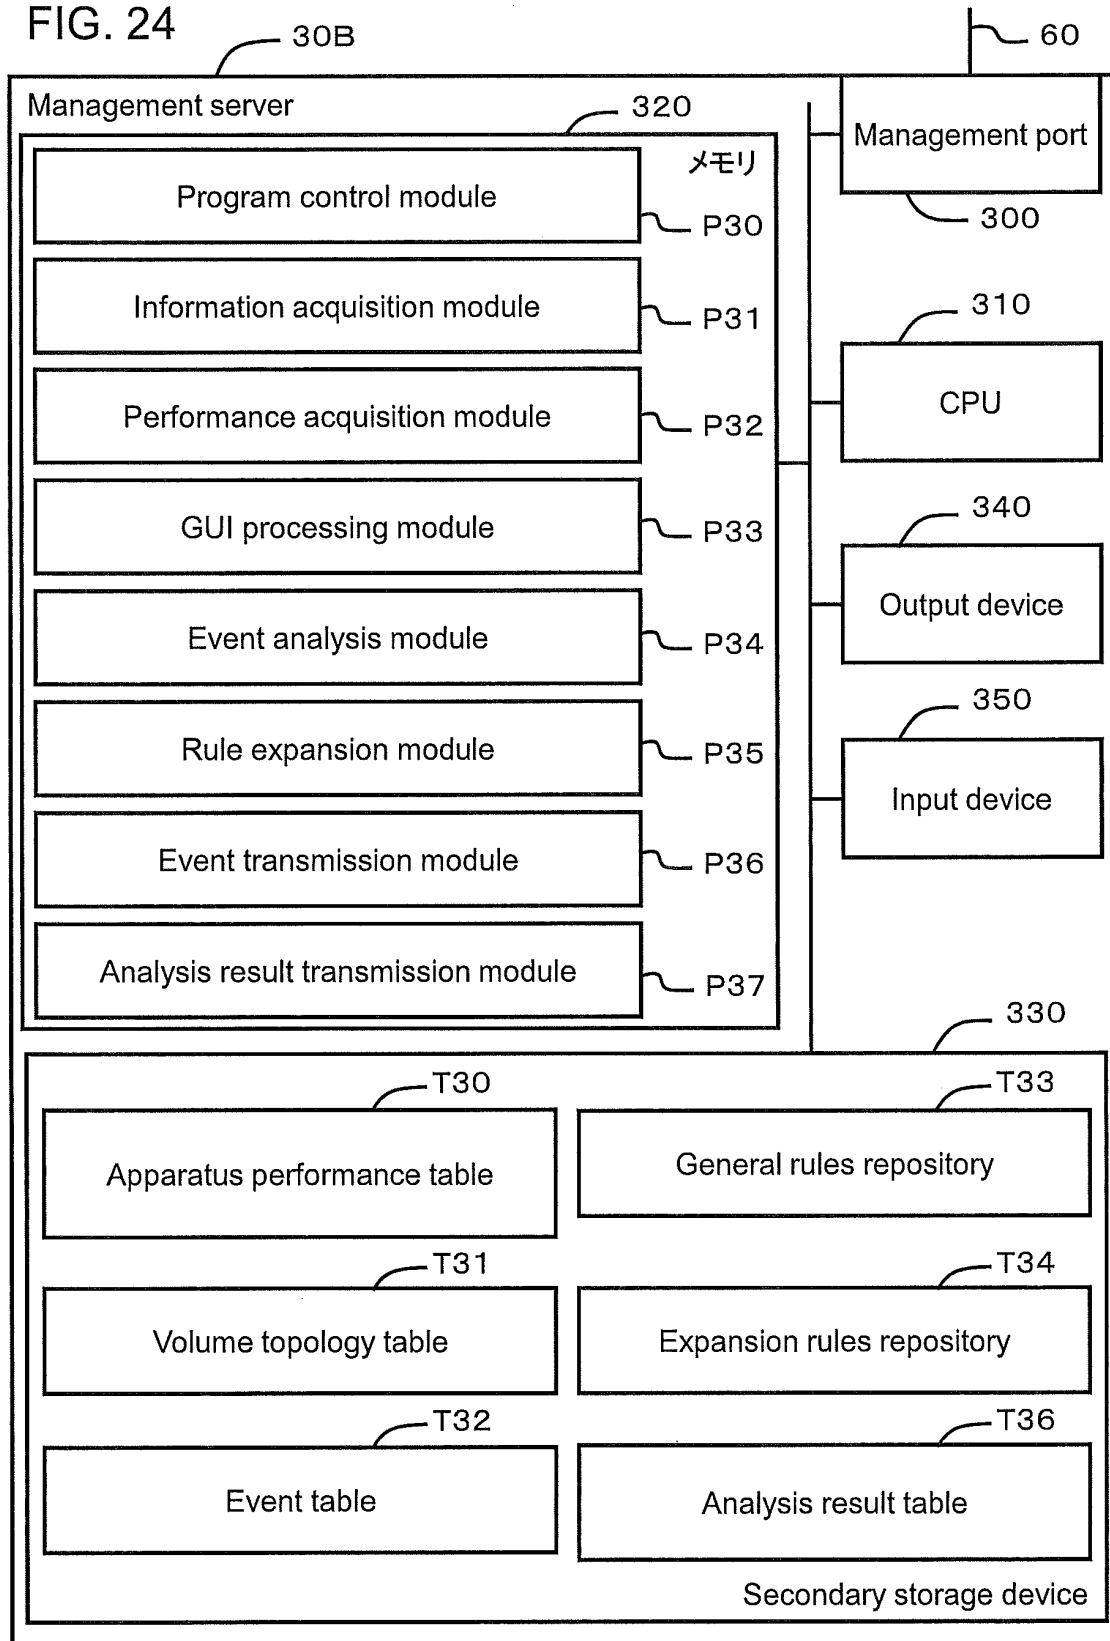 FIG. 24
30B
60
Management server
320
メモリ
Management port
300
Program control module
P30
Information acquisition module
P31
310
CPU
Performance acquisition module
P32
GUI processing module
P33
340
Output device
Event analysis module
P34
350
Input device
Rule expansion module
P35
Event transmission module
P36
Analysis result transmission module
P37
330
T30
Apparatus performance table
T33
General rules repository
T31
Volume topology table
T34
Expansion rules repository
T32
Event table
T36
Analysis result table
Secondary storage device